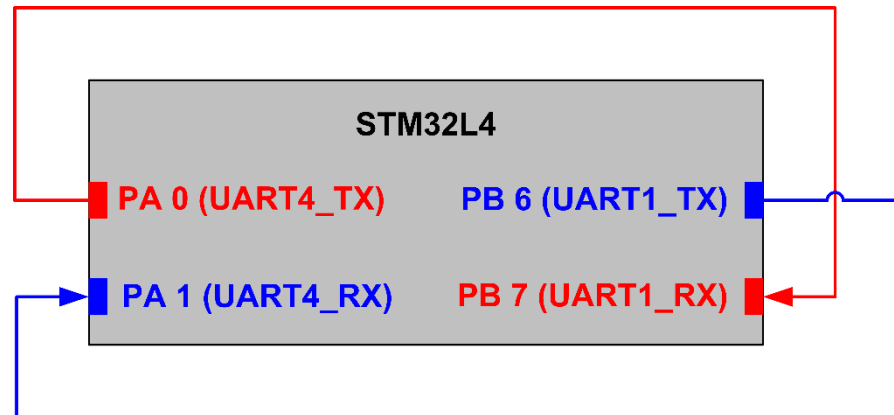 STM32L4
PA 0 (UART4_TX)
PB 6 (UART1_TX)
PA 1 (UART4_RX)
PB 7 (UART1_RX)